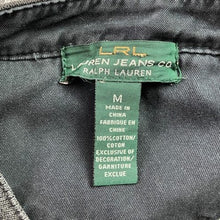 LRL
LAUREN JEANS CO.
RALPH LAUREN
M
MADE IN CHINA
FABRIQUÉ EN
CHINE
100%COTTON/
COTON
EXCLUSIVE OF
DECORATION/
GARNITURE
EXCLUE